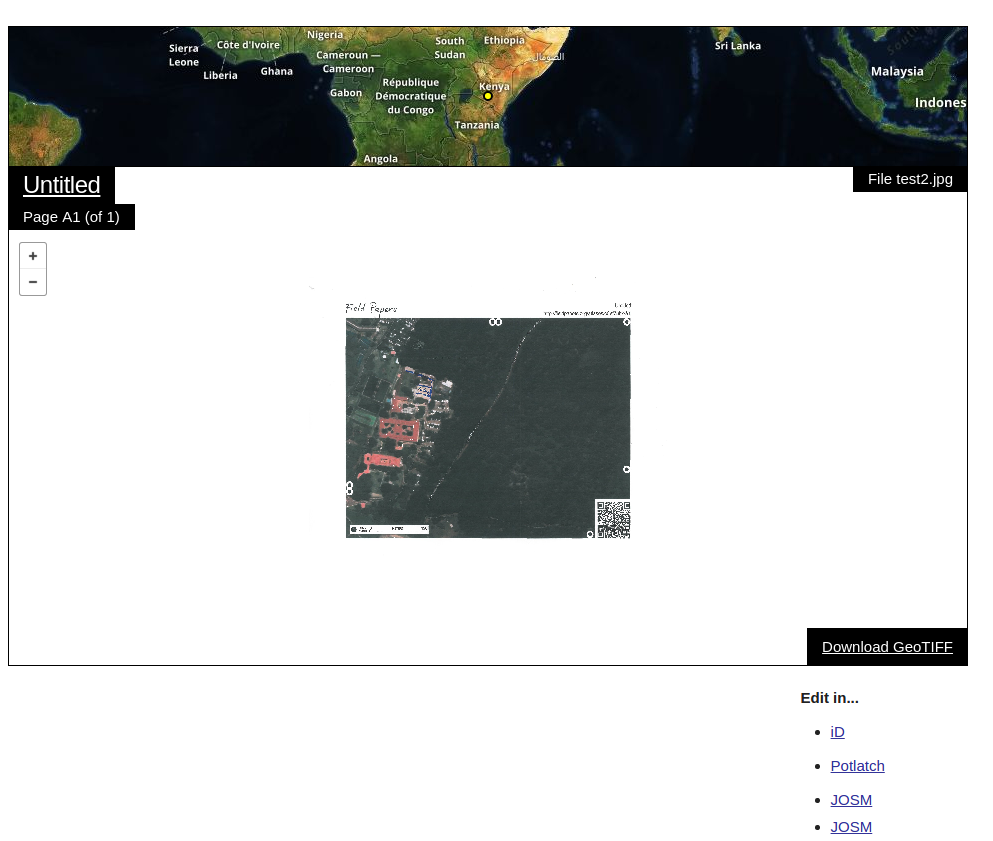 Nigeria
South Sudan
Ethiopia
Sierra Leone
Côte d'Ivoire
Liberia
Ghana
Cameroun — Cameroon
Gabon
République Démocratique du Congo
الصومال
Kenya
Tanzania
Angola
Sri Lanka
South
Malaysia
Indones
Untitled
File test2.jpg
Page A1 (of 1)
+
−
Field Papers
Download GeoTIFF
Edit in...
iD
Potlatch
JOSM
JOSM